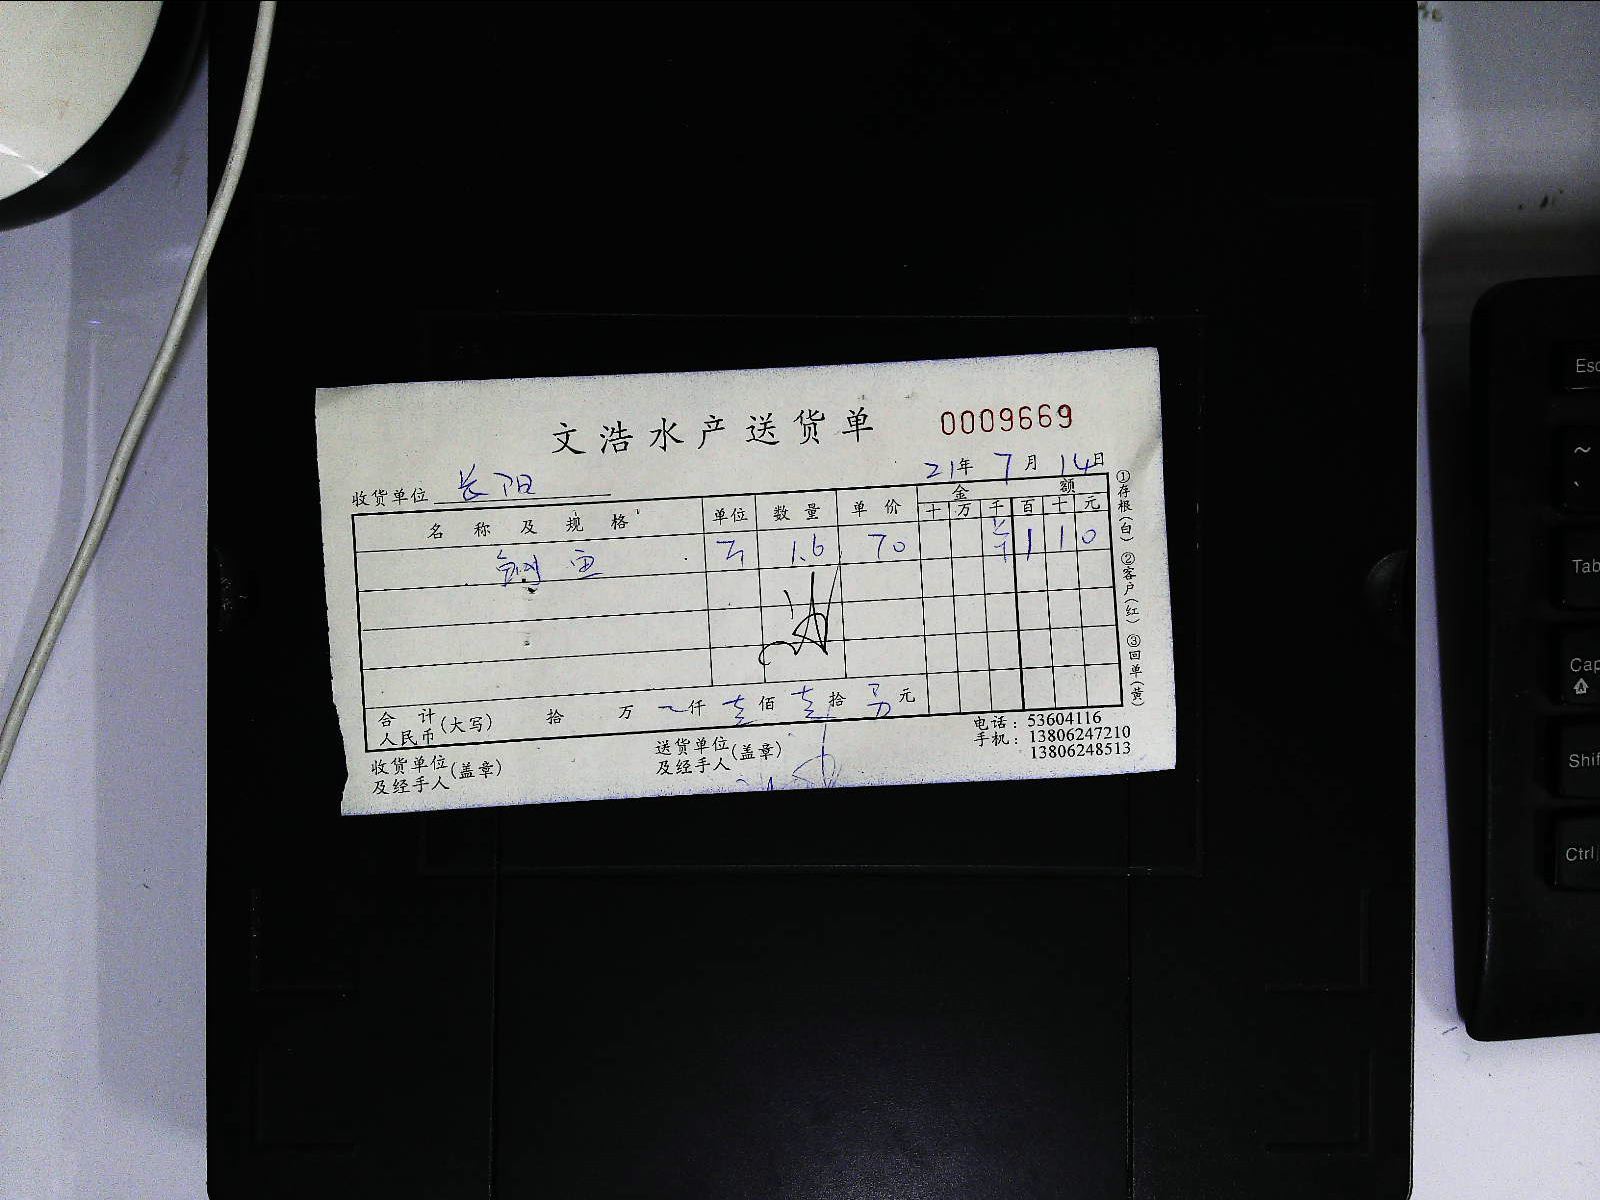 文浩水产送货单 0009669
21年 7月 14日
收货单位 长阳
名称及规格 单位 数量 单价 金额
十 万 千 百 十 元
鱼 斤 1.6 70 1 1 0
合计 人民币 (大写) 拾 万 仟 壹 佰 壹 拾 元
收货单位 及经手人 (盖章) 送货单位 及经手人 (盖章)
电话：53604116
手机：13806247210
13806248513
①存根(白) ②客户(红) ③回单(黄)
Esc
~
Tab
Cap
Shif
Ctrl